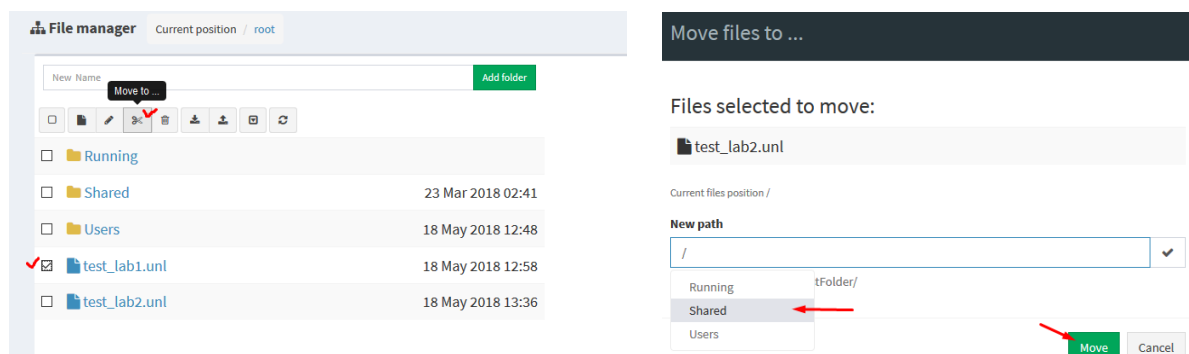 File manager Current position / root
New Name Add folder
Move to ...
Running
Shared 23 Mar 2018 02:41
Users 18 May 2018 12:48
test_lab1.unl 18 May 2018 12:58
test_lab2.unl 18 May 2018 13:36
Move files to ...
Files selected to move:
test_lab2.unl
Current files position /
New path
/
tFolder/
Running
Shared
Users
Move Cancel